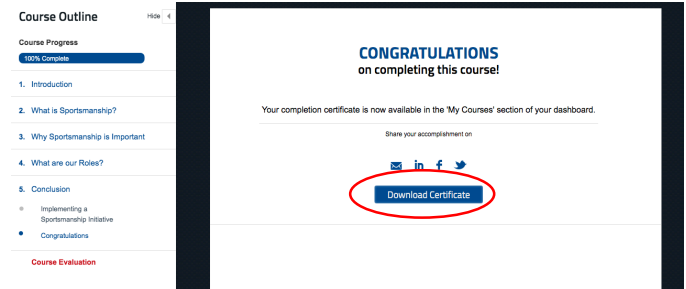 Course Outline
Hide
Course Progress
100% Complete
1. Introduction
2. What is Sportsmanship?
3. Why Sportsmanship is Important
4. What are our Roles?
5. Conclusion
Implementing a
Sportsmanship Initiative
Congratulations
Course Evaluation
CONGRATULATIONS
on completing this course!
Your completion certificate is now available in the 'My Courses' section of your dashboard.
Share your accomplishment on
in f
Download Certificate